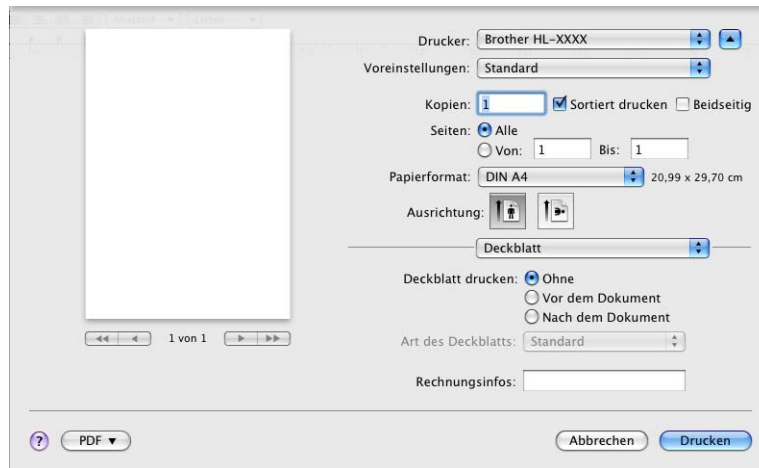 Drucker: Brother HL-XXXX
Voreinstellungen: Standard
Kopien: 1 Sortiert drucken Beidseitig
Seiten: Alle
Von: 1 Bis: 1
Papierformat: DIN A4 20,99 x 29,70 cm
Ausrichtung:
Deckblatt
Deckblatt drucken: Ohne
Vor dem Dokument
Nach dem Dokument
1 von 1
Art des Deckblatts: Standard
Rechnungsinfos:
? PDF Abbrechen Drucken